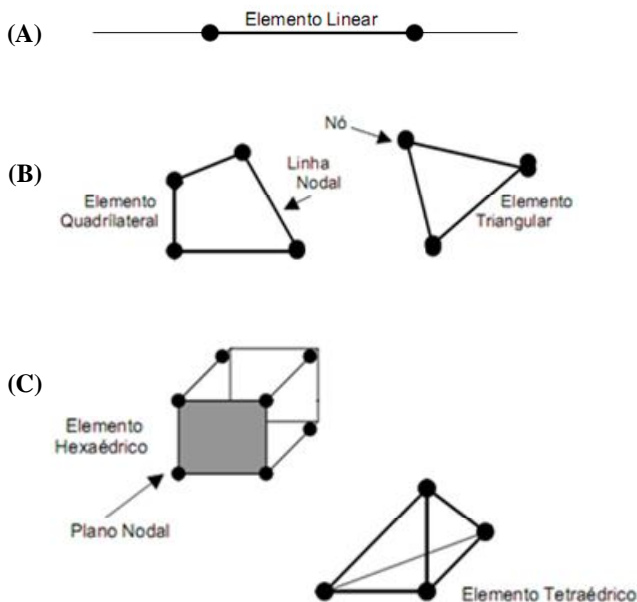 (A)
Elemento Linear
(B)
Elemento
Quadrilateral
Linha
Nodal
Nó
Elemento
Triangular
(C)
Elemento
Hexaédrico
Plano Nodal
Elemento Tetraédrico